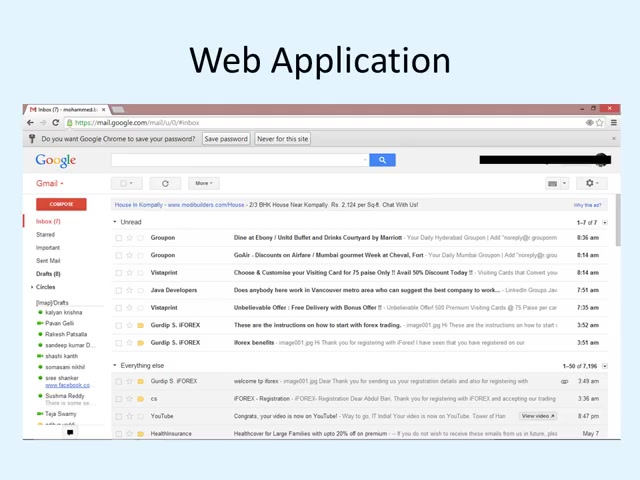 Web Application
Inbox (7) - mohammed.l
https://mail.google.com/mail/u/0/#inbox
Do you want Google Chrome to save your password? Save password Never for this site
Google
Gmail
More
COMPOSE
House In Kompally - www.modibuilders.com/House - 2/3 BHK House Near Kompally. Rs. 2,124 per Sq-ft. Chat With Us! Why this ad?
Inbox (7)
Starred
Important
Sent Mail
Drafts (8)
Circles
[Imap]/Drafts
kalyan krishna
Pavan Gelli
Rakesh Patsalla
sandeep kumar D...
shashi kanth
somasani nikhil
sree shanker
www.facebook.co
Sushma Reddy
There is some se...
Teja Swarny
Unread 1–7 of 7
Groupon Dine at Ebony / Unltd Buffet and Drinks Courtyard by Marriott - Your Daily Hyderabad Groupon | Add "noreply@r.grouponm 8:36 am
Groupon GoAir - Discounts on Airfare / Mumbai gourmet Week at Cheval, Fort - Your Daily Mumbai Groupon | Add "noreply@r.gr 8:14 am
Vistaprint Choose & Customise your Visiting Card for 75 paise Only !! Avail 50% Discount Today !! - Visiting Cards that Convert your 8:14 am
Java Developers Does anybody here work in Vancouver metro area who can suggest the best company to work... - LinkedIn Groups Jav 7:51 am
Vistaprint Unbelievable Offer : Free Delivery with Bonus Offer !! - Unbelievable Offer! 500 Premium Visiting Cards @ 75 Paise per car 7:35 am
Gurdip S. iFOREX These are the instructions on how to start with forex trading. - image001.jpg Hi These are the instructions on how to start 3:52 am
Gurdip S. iFOREX iforex benefits - image001.jpg Hi Thank you for registering with iForex! I have seen that you have registered on our 3:51 am
Everything else 1–50 of 7,196
Gurdip S. iFOREX welcome tp iforex - image001.jpg Dear Thank you for sending us your registration details and also for registering with 3:49 am
cs iFOREX - Registration - iFOREX- Registration Dear Abdul Bari, Thank you for registering with iFOREX and accepting our trading 3:36 am
YouTube Congrats, your video is now on YouTube! - Way to go, IT India! Your video is now on YouTube. Tower of Han View video 8:47 pm
HealthInsurance Healthcover for Large Families with upto 20% off on premium - -- If you do not wish to receive these emails from us in future, pleas May 7